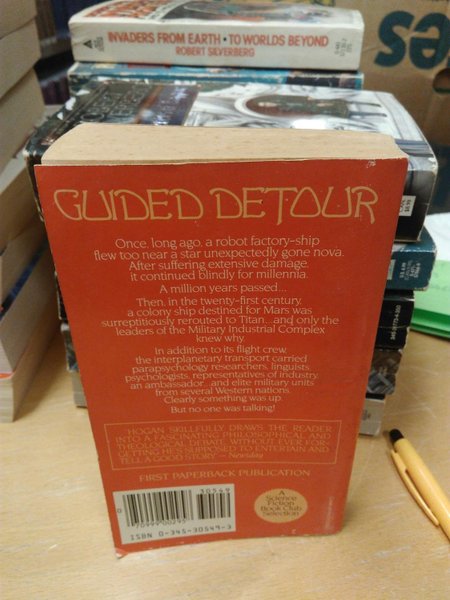 INVADERS FROM EARTH • TO WORLDS BEYOND
ROBERT SILVERBERG
GUIDED DETOUR
Once, long ago, a robot factory-ship
flew too near a star unexpectedly gone nova.
After suffering extensive damage,
it continued blindly for millennia.
A million years passed...
Then, in the twenty-first century,
a colony ship destined for Mars was
surreptitiously rerouted to Titan...and only the
leaders of the Military Industrial Complex
knew why.
In addition to its flight crew,
the interplanetary transport carried
parapsychology researchers, linguists,
psychologists, representatives of industry,
an ambassador...and elite military units
from several Western nations.
Clearly something was up.
But no one was talking!
HOGAN SKILLFULLY DRAWS THE READER
INTO A FASCINATING PHILOSOPHICAL AND
THEOLOGICAL DEBATE, WITHOUT EVER FOR-
GETTING HE'S SUPPOSED TO ENTERTAIN AND
TELL A GOOD STORY – Newsday
FIRST PAPERBACK PUBLICATION
30549
ISBN 0-345-30549-3
A
Science
Fiction
Book Club
Selection